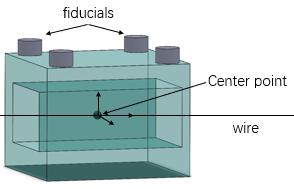 fiducials
Center point
wire